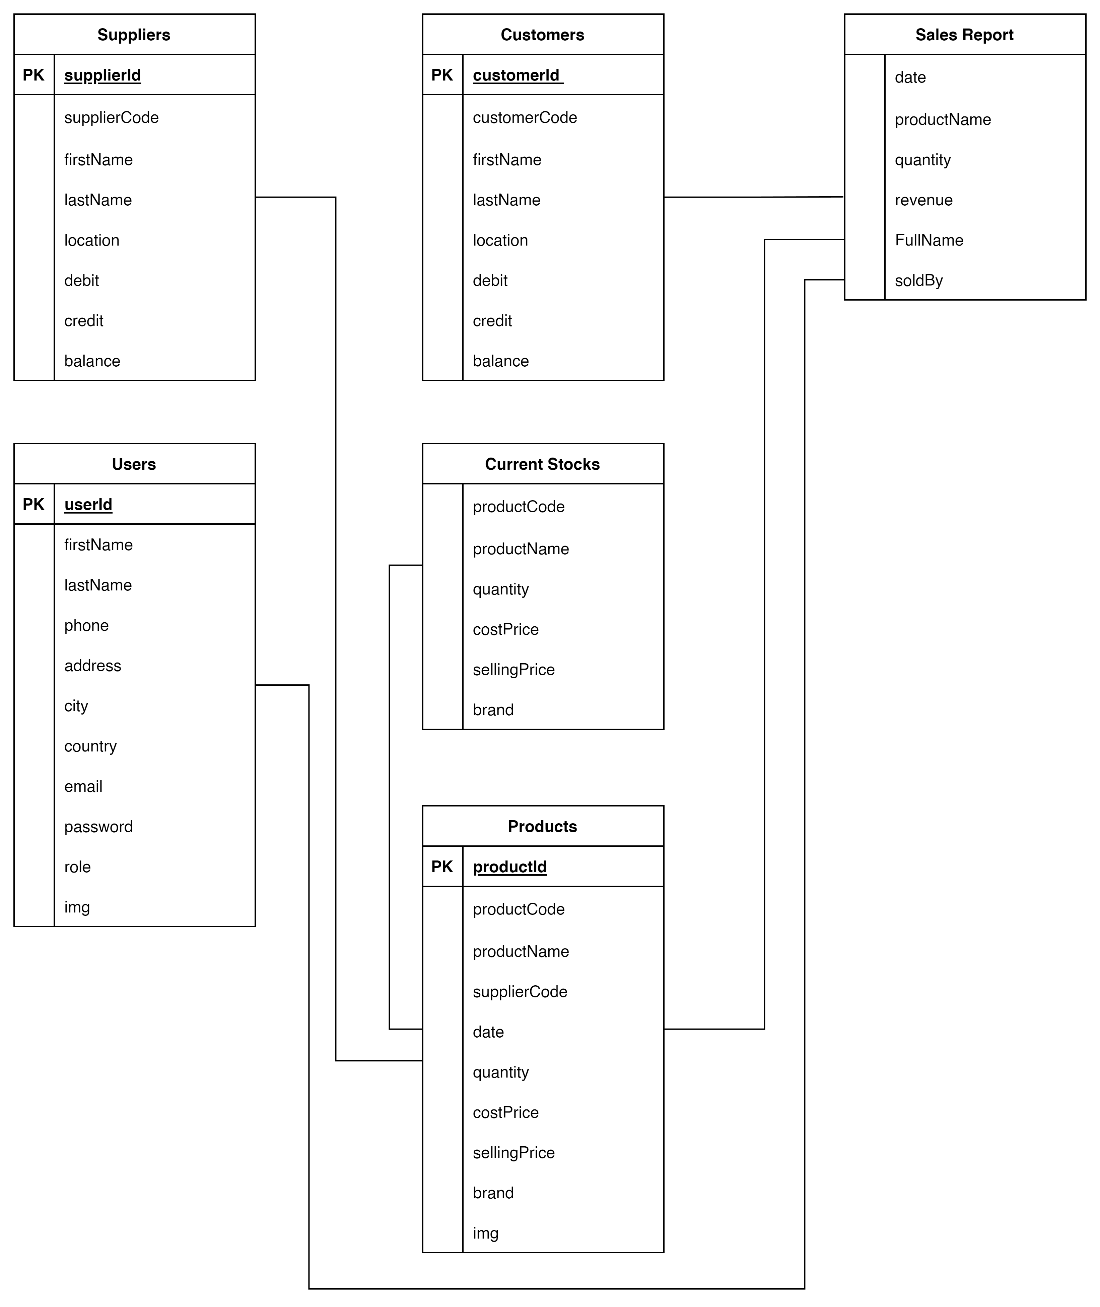 Suppliers
PK supplierId
supplierCode
firstName
lastName
location
debit
credit
balance
Customers
PK customerId
customerCode
firstName
lastName
location
debit
credit
balance
Sales Report
date
productName
quantity
revenue
FullName
soldBy
Users
PK userId
firstName
lastName
phone
address
city
country
email
password
role
img
Current Stocks
productCode
productName
quantity
costPrice
sellingPrice
brand
Products
PK productId
productCode
productName
supplierCode
date
quantity
costPrice
sellingPrice
brand
img